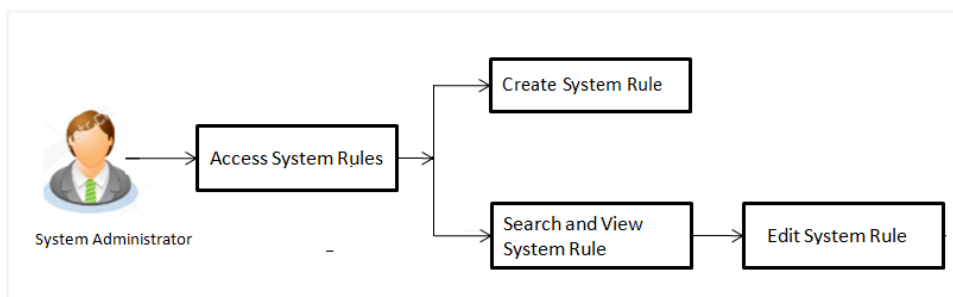 Create System Rule
Access System Rules
Search and View
System Rule
Edit System Rule
System Administrator